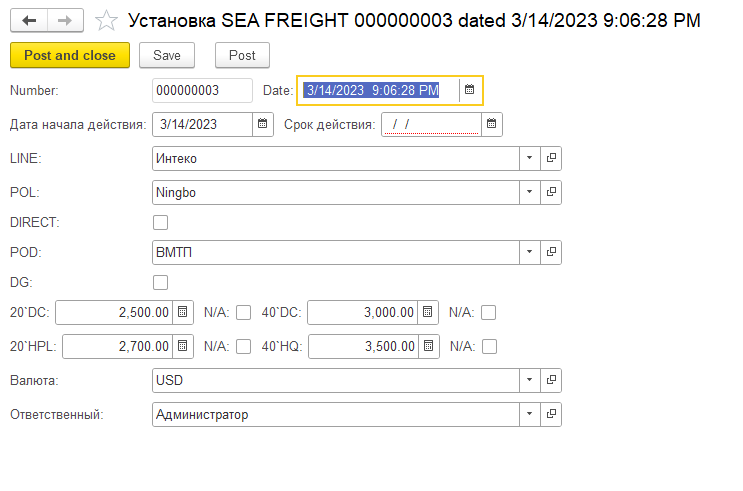 Установка SEA FREIGHT 000000003 dated 3/14/2023 9:06:28 PM
Post and close Save Post
Number: 000000003 Date: 3/14/2023 9:06:28 PM
Дата начала действия: 3/14/2023 Срок действия: / /
LINE: Интеко
POL: Ningbo
DIRECT:
POD: ВМТП
DG:
20`DC: 2,500.00 N/A: 40`DC: 3,000.00 N/A:
20`HPL: 2,700.00 N/A: 40`HQ: 3,500.00 N/A:
Валюта: USD
Ответственный: Администратор